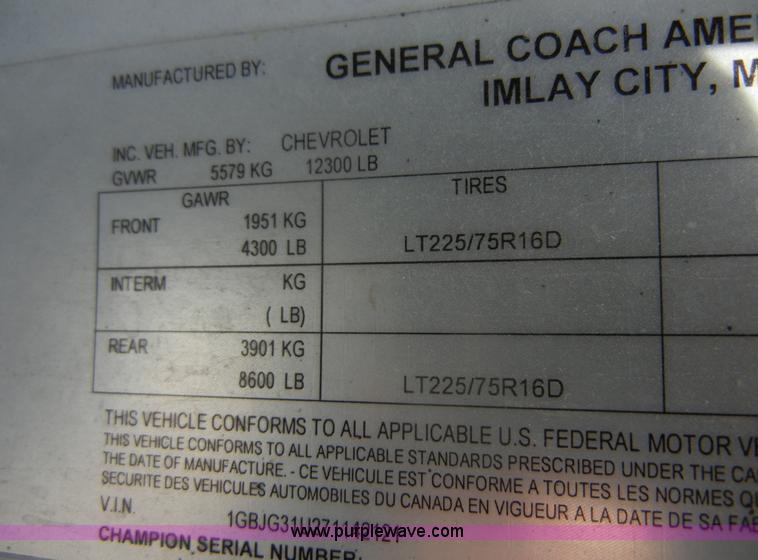 MANUFACTURED BY: GENERAL COACH AME
IMLAY CITY, M
INC. VEH. MFG. BY: CHEVROLET
GVWR 5579 KG 12300 LB
GAWR TIRES
FRONT 1951 KG
4300 LB LT225/75R16D
INTERM KG
( LB)
REAR 3901 KG
8600 LB LT225/75R16D
THIS VEHICLE CONFORMS TO ALL APPLICABLE U.S. FEDERAL MOTOR VE
THIS VEHICLE CONFORMS TO ALL APPLICABLE STANDARDS PRESCRIBED UNDER THE CA
THE DATE OF MANUFACTURE. - CE VEHICULE EST CONFORME A TOUTES LES NORMES QU
SECURITE DES VEHICULES AUTOMOBILES DU CANADA EN VIGUEUR A LA DATE DE SA FAB
V.I.N.
www.purplewave.com
CHAMPION SERIAL NUMBER: